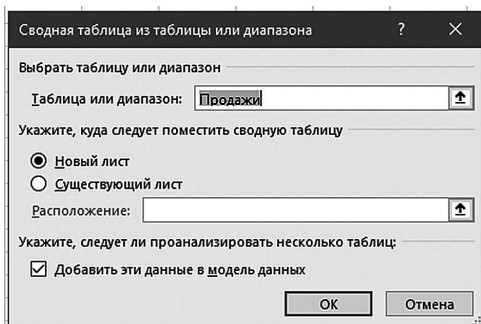 Сводная таблица из таблицы или диапазона ? ×
Выбрать таблицу или диапазон
Таблица или диапазон: Продажи
Укажите, куда следует поместить сводную таблицу
Новый лист
Существующий лист
Расположение:
Укажите, следует ли проанализировать несколько таблиц:
Добавить эти данные в модель данных
ОК Отмена